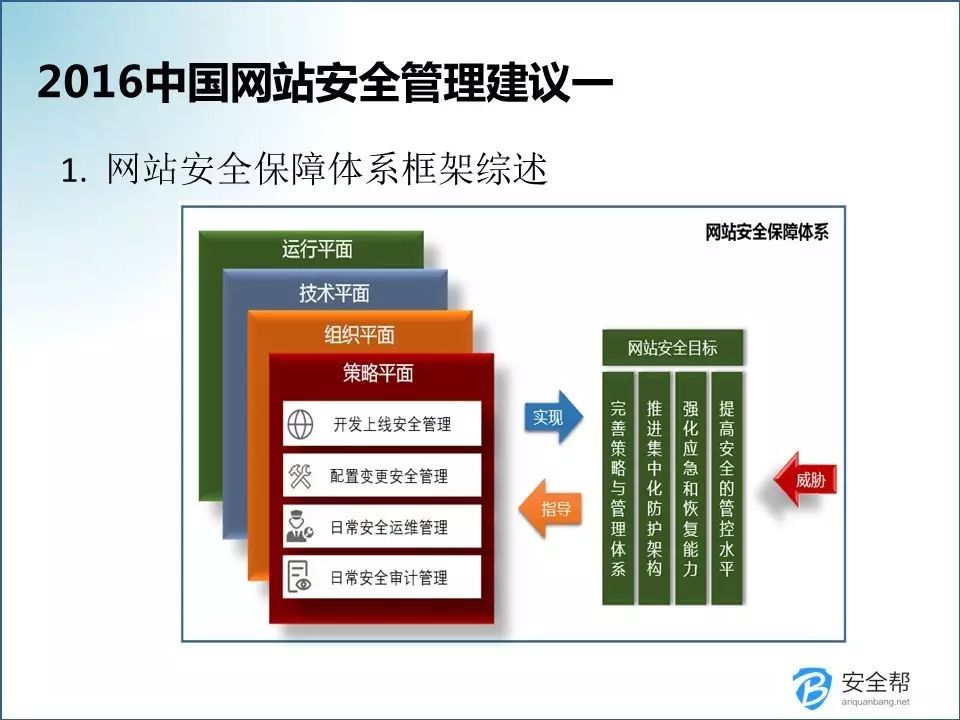 2016中国网站安全管理建议一
1. 网站安全保障体系框架综述
网站安全保障体系
运行平面
技术平面
组织平面
策略平面
开发上线安全管理
配置变更安全管理
日常安全运维管理
日常安全审计管理
实现
指导
网站安全目标
完善策略与管理体系
推进集中化防护架构
强化应急和恢复能力
提高安全的管控水平
威胁
安全帮
anquanbang.net